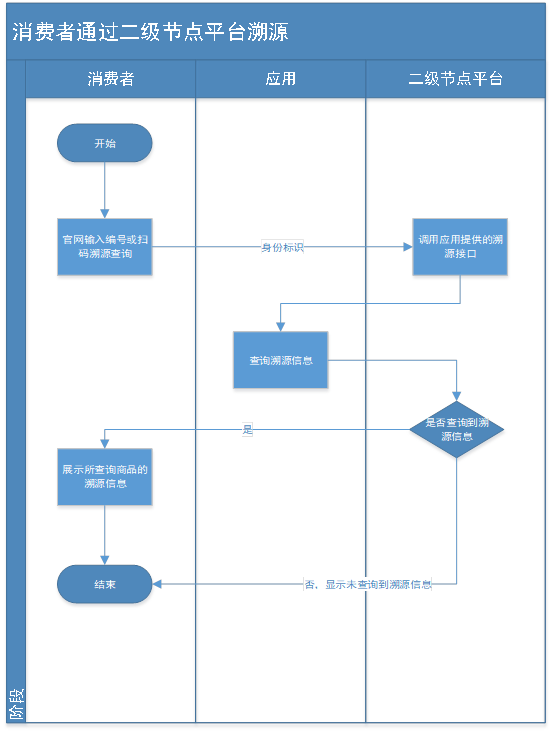 消费者通过二级节点平台溯源
消费者
应用
二级节点平台
开始
官网输入编号或扫
码溯源查询
身份标识
调用应用提供的溯
源接口
查询溯源信息
是否查询到溯
源信息
是
展示所查询商品的
溯源信息
结束
否，显示未查询到溯源信息
阶段